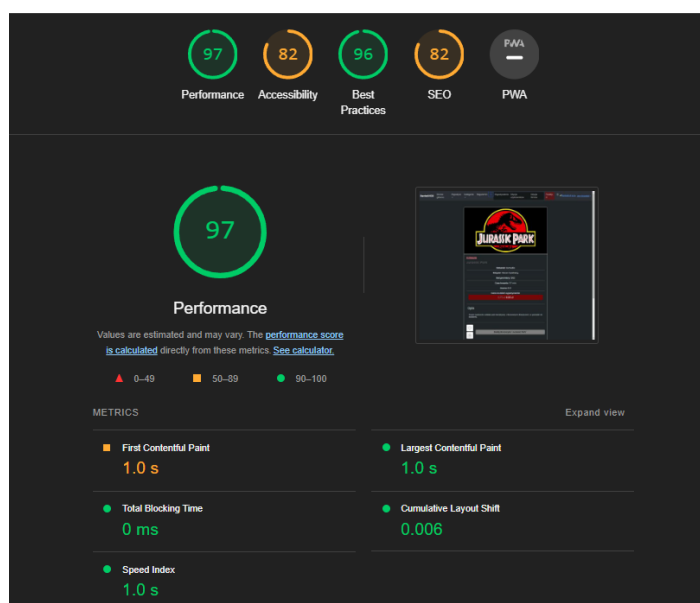 97
82
96
82
PWA
Performance
Accessibility
Best
Practices
SEO
PWA
97
Performance
Values are estimated and may vary. The performance score
is calculated directly from these metrics. See calculator.
0–49
50–89
90–100
JURASSIC PARK
METRICS
Expand view
First Contentful Paint
1.0 s
Largest Contentful Paint
1.0 s
Total Blocking Time
0 ms
Cumulative Layout Shift
0.006
Speed Index
1.0 s